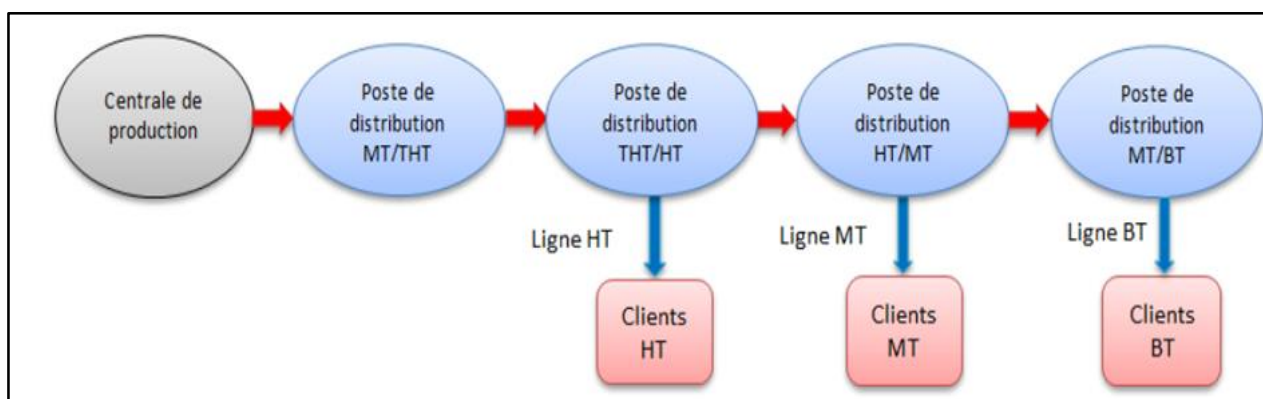 Centrale de
production
Poste de
distribution
MT/THT
Poste de
distribution
THT/HT
Poste de
distribution
HT/MT
Poste de
distribution
MT/BT
Ligne HT
Ligne MT
Ligne BT
Clients
HT
Clients
MT
Clients
BT